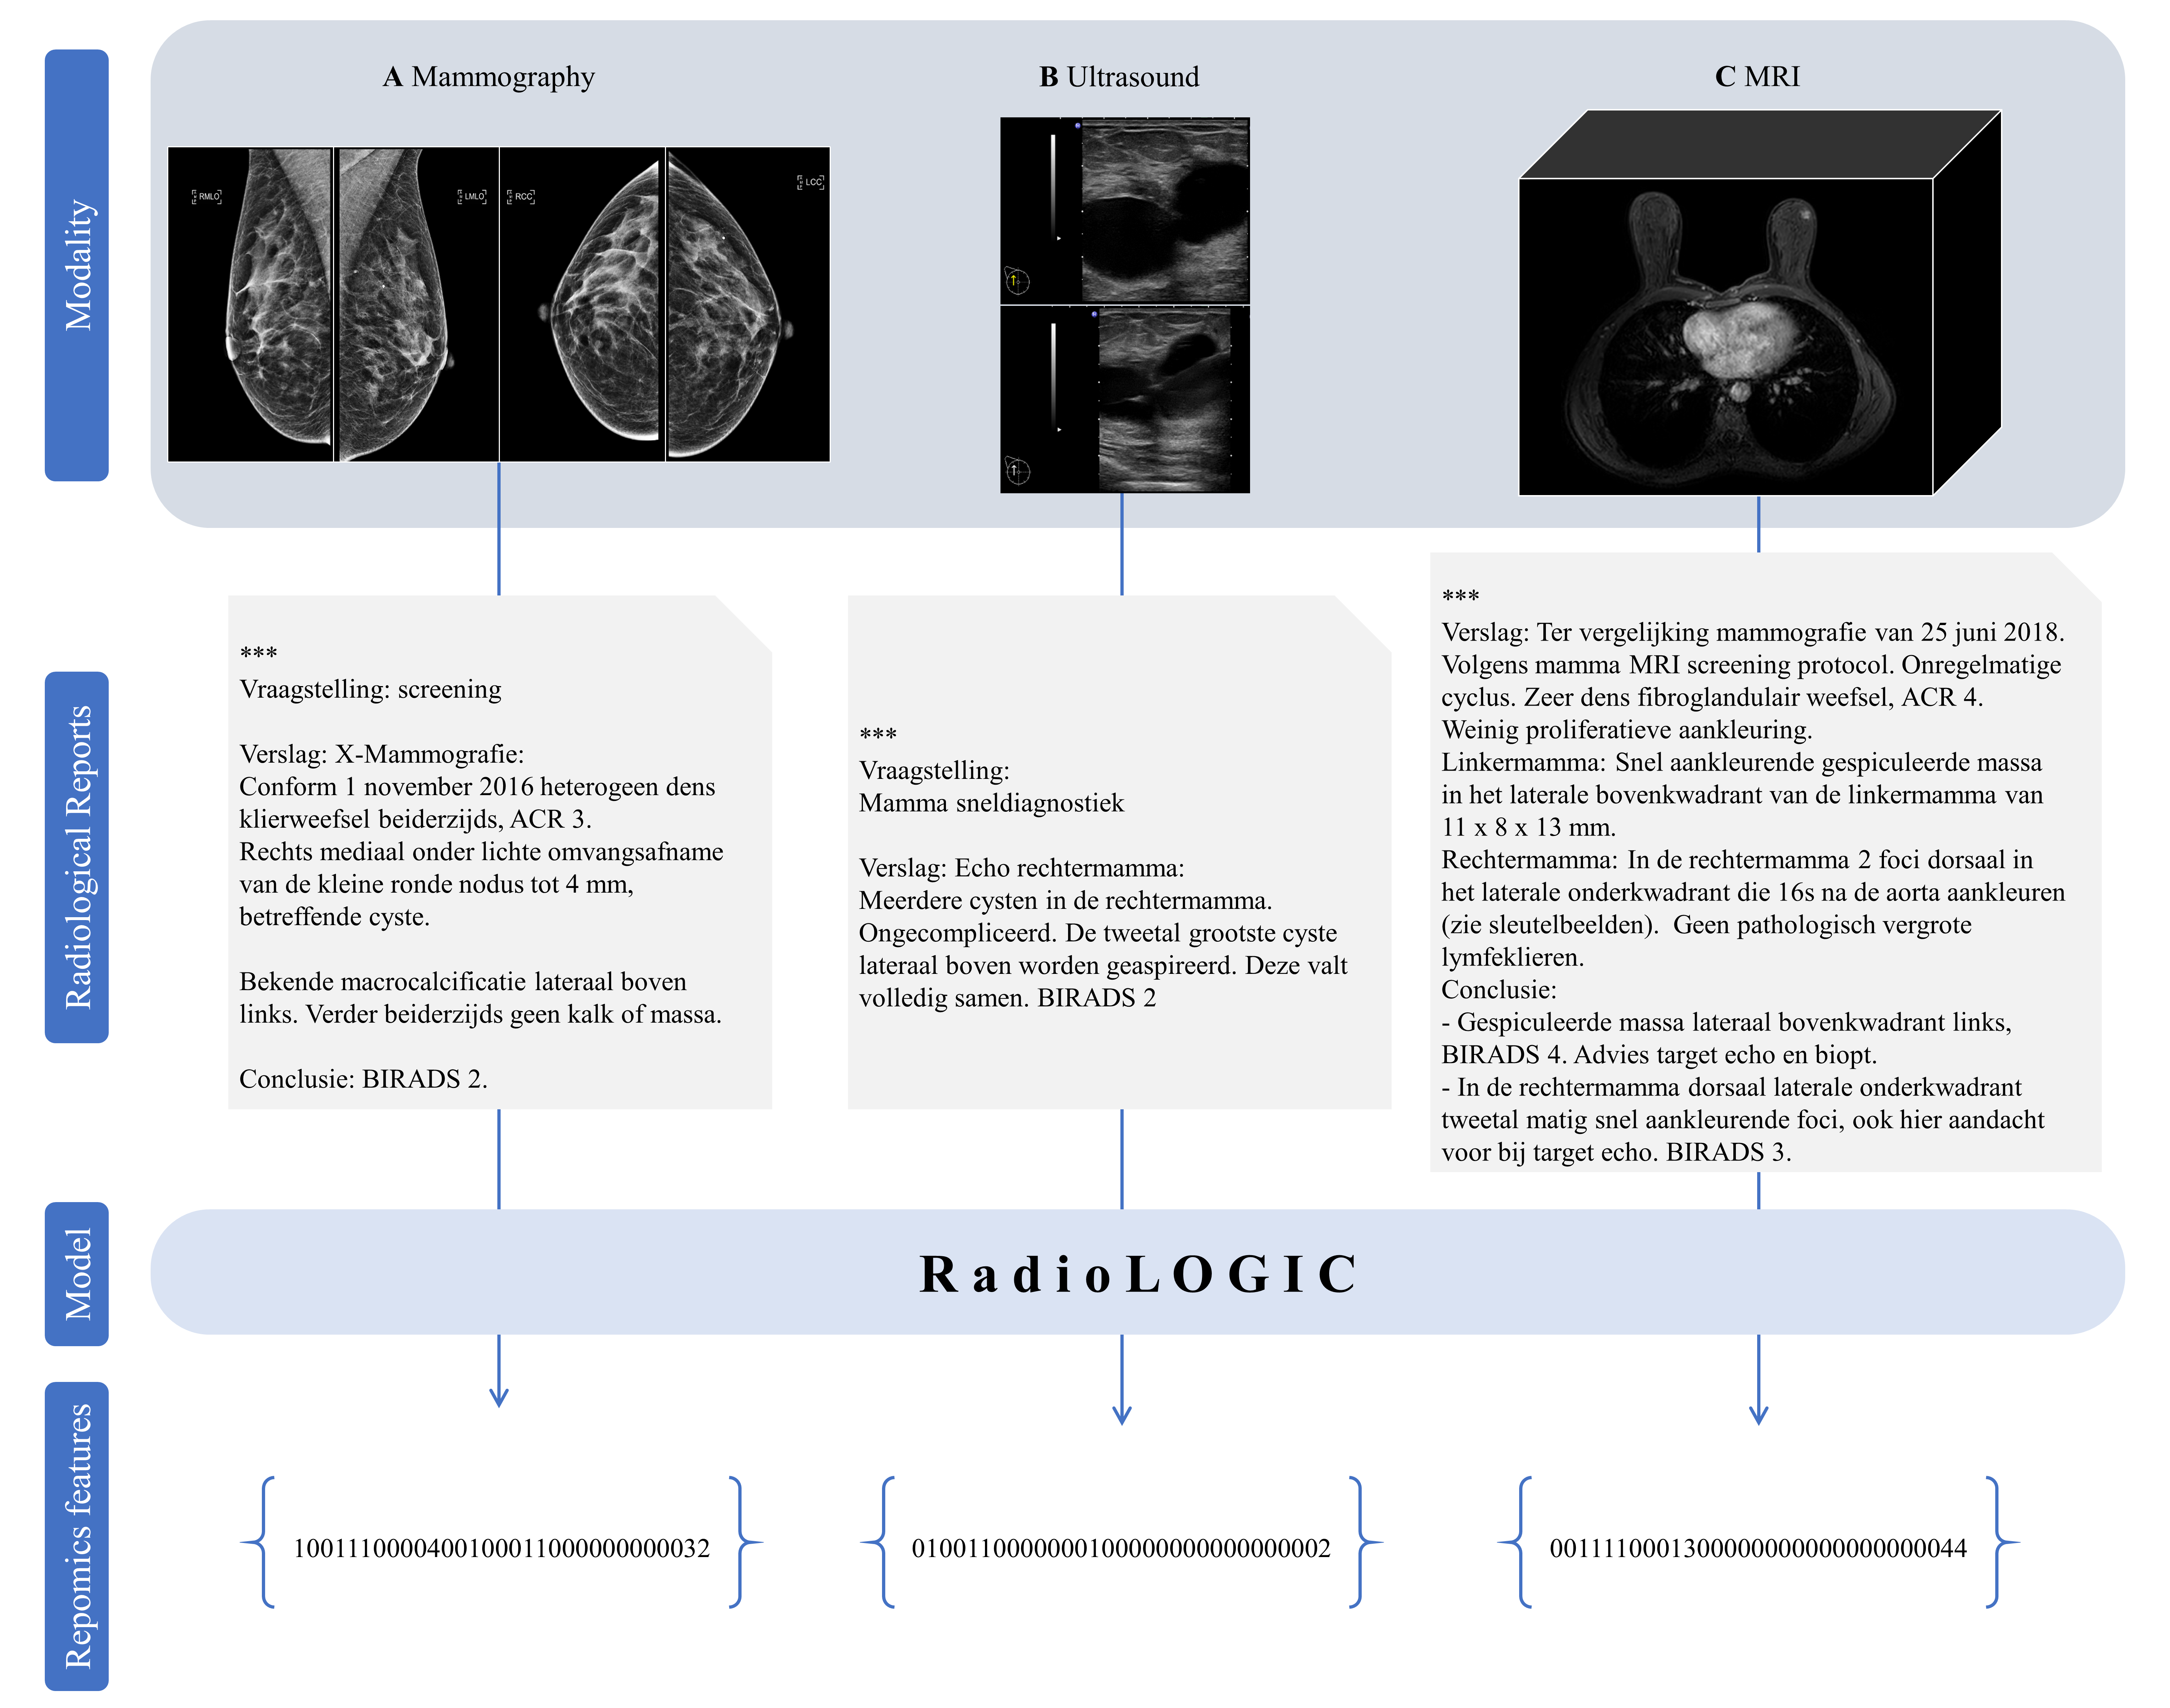 Modality
A Mammography
RMLO
LMLO
RCC
LCC
B Ultrasound
C MRI
Radiological Reports
***
Vraagstelling: screening
Verslag: X-Mammografie:
Conform 1 november 2016 heterogeen dens
klierweefsel beiderzijds, ACR 3.
Rechts mediaal onder lichte omvangsafname
van de kleine ronde nodus tot 4 mm,
betreffende cyste.
Bekende macrocalcificatie lateraal boven
links. Verder beiderzijds geen kalk of massa.
Conclusie: BIRADS 2.
***
Vraagstelling:
Mamma sneldiagnostiek
Verslag: Echo rechtermamma:
Meerdere cysten in de rechtermamma.
Ongecompliceerd. De tweetal grootste cyste
lateraal boven worden geaspireerd. Deze valt
volledig samen. BIRADS 2
***
Verslag: Ter vergelijking mammografie van 25 juni 2018.
Volgens mamma MRI screening protocol. Onregelmatige
cyclus. Zeer dens fibroglandulair weefsel, ACR 4.
Weinig proliferatieve aankleuring.
Linkermamma: Snel aankleurende gespiculeerde massa
in het laterale bovenkwadrant van de linkermamma van
11 x 8 x 13 mm.
Rechtermamma: In de rechtermamma 2 foci dorsaal in
het laterale onderkwadrant die 16s na de aorta aankleuren
(zie sleutelbeelden). Geen pathologisch vergrote
lymfeklieren.
Conclusie:
- Gespiculeerde massa lateraal bovenkwadrant links,
BIRADS 4. Advies target echo en biopt.
- In de rechtermamma dorsaal laterale onderkwadrant
tweetal matig snel aankleurende foci, ook hier aandacht
voor bij target echo. BIRADS 3.
Model
RadioLOGIC
Repomics features
1001110000400100011000000000032
0100110000000100000000000000002
0011110001300000000000000000044